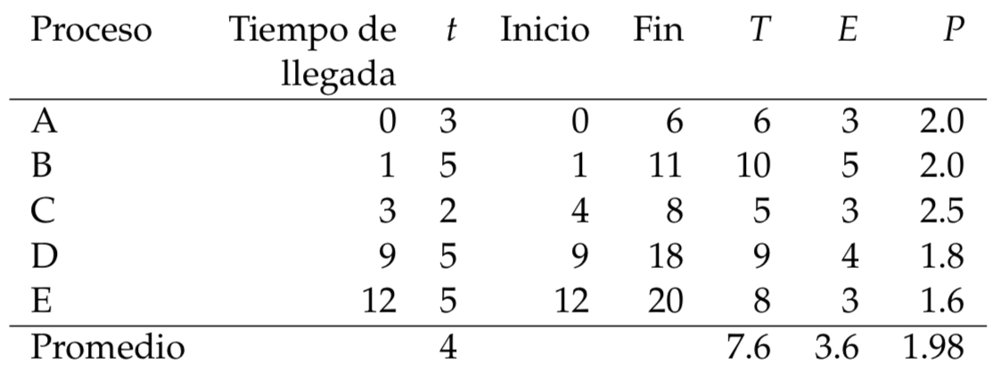 Proceso Tiempo de t Inicio Fin T E P
llegada
A 0 3 0 6 6 3 2.0
B 1 5 1 11 10 5 2.0
C 3 2 4 8 5 3 2.5
D 9 5 9 18 9 4 1.8
E 12 5 12 20 8 3 1.6
Promedio 4 7.6 3.6 1.98